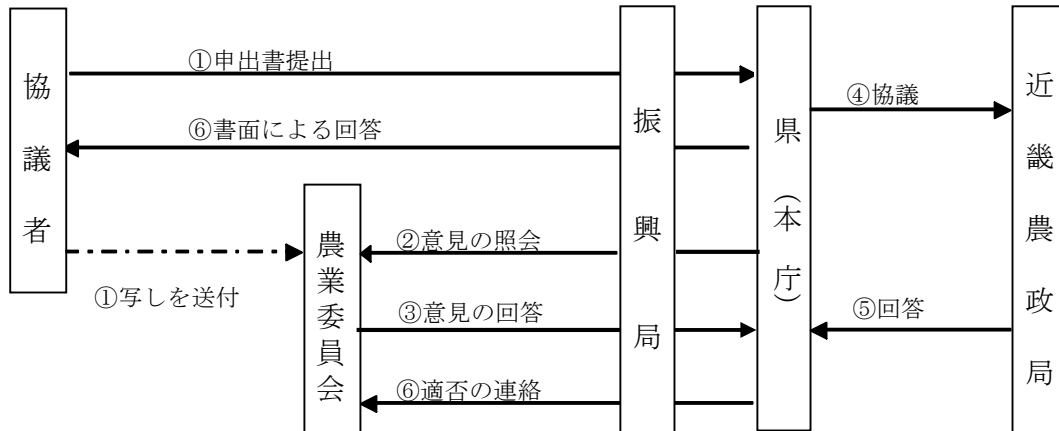 協議者
①申出書提出
⑥書面による回答
①写しを送付
農業委員会
②意見の照会
③意見の回答
⑥適否の連絡
振興局
県（本庁）
④協議
⑤回答
近畿農政局